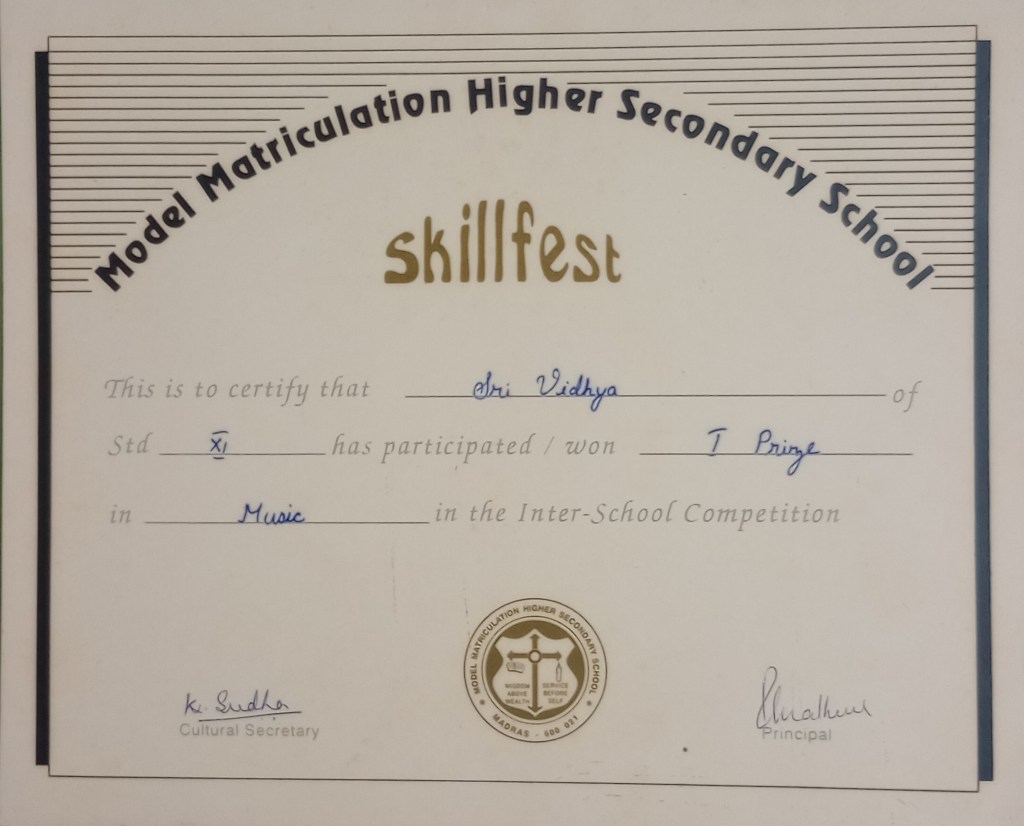 Model Matriculation Higher Secondary School
skillfest
This is to certify that Sri Vidhya of
Std XI has participated / won I Prize
in Music in the Inter-School Competition
MODEL MATRICULATION HIGHER SECONDARY SCHOOL
WISDOM ABOVE WEALTH
SERVICE BEFORE SELF
MADRAS - 600 021
K. Sudha
Cultural Secretary
Principal